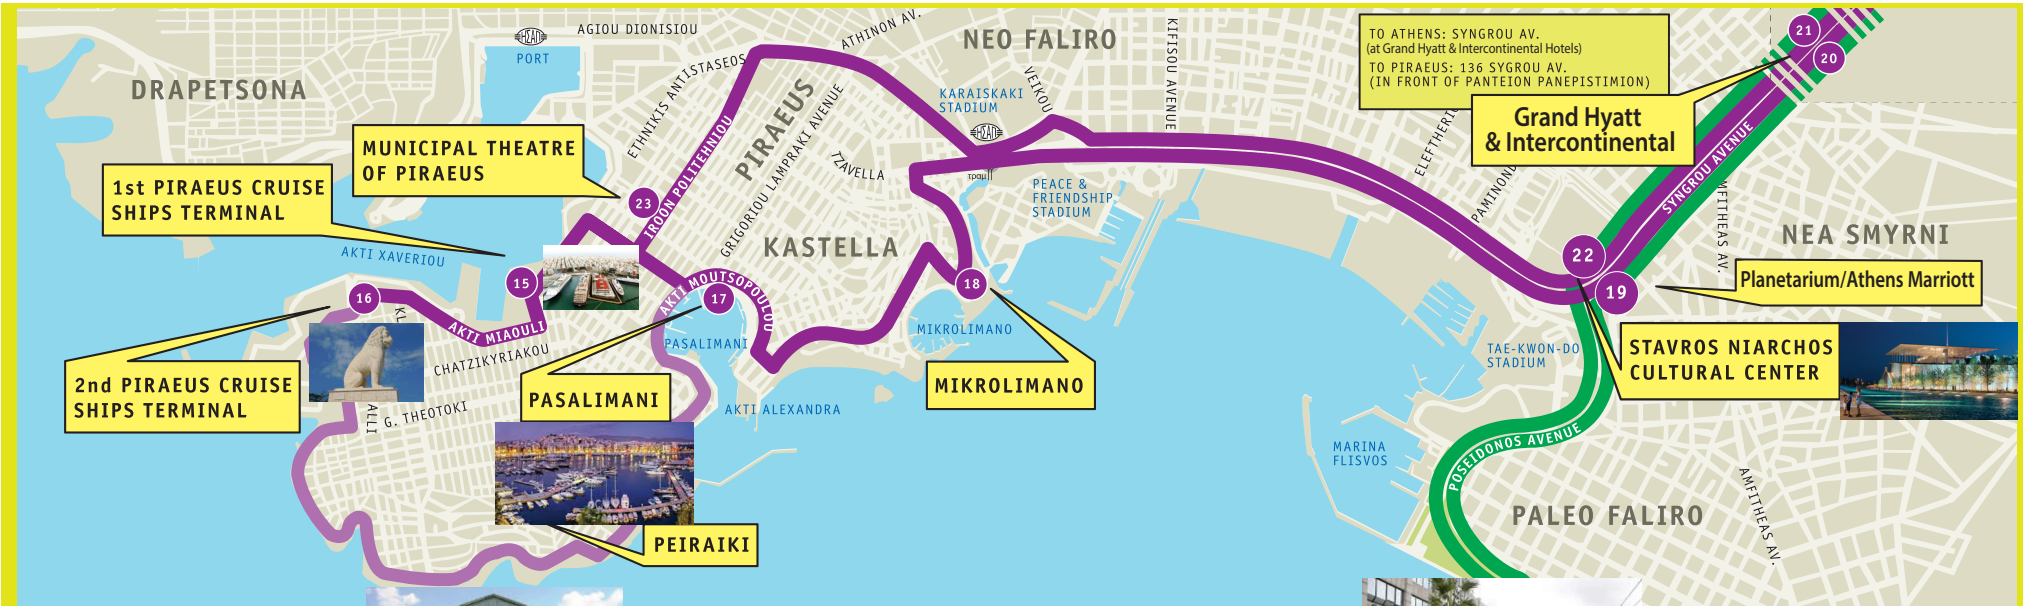 ΗΣΑΠ
AGIOU DIONISIOU
PORT
DRAPETSONA
ETHNIKIS ANTISTASEOS
ATHINON AV.
NEO FALIRO
KIFISOU AVENUE
VEIKOU
KARAISKAKI
STADIUM
ΗΣΑΠ
τραμ
TO ATHENS: SYNGROU AV.
(at Grand Hyatt & Intercontinental Hotels)
TO PIRAEUS: 136 SYGROU AV.
(IN FRONT OF PANTEION PANEPISTIMION)
21
20
Grand Hyatt
& Intercontinental
MUNICIPAL THEATRE
OF PIRAEUS
1st PIRAEUS CRUISE
SHIPS TERMINAL
23
IROON POLITEHNIOU
PIRAEUS
GRIGORIOU LAMPRAKI AVENUE
TZAVELLA
KASTELLA
PEACE &
FRIENDSHIP
STADIUM
SYNGROU AVENUE
NEA SMYRNI
AKTI XAVERIOU
15
16
AKTI MIAOULI
AKTI MOUTSOPOULOU
17
18
22
19
Planetarium/Athens Marriott
CHATZIKYRIAKOU
PASALIMANI
MIKROLIMANO
TAE-KWON-DO
STADIUM
STAVROS NIARCHOS
CULTURAL CENTER
2nd PIRAEUS CRUISE
SHIPS TERMINAL
G. THEOTOKI
PASALIMANI
AKTI ALEXANDRA
MIKROLIMANO
MARINA
FLISVOS
POSEIDONOS AVENUE
PALEO FALIRO
AMFITHEAS AV.
PEIRAIKI